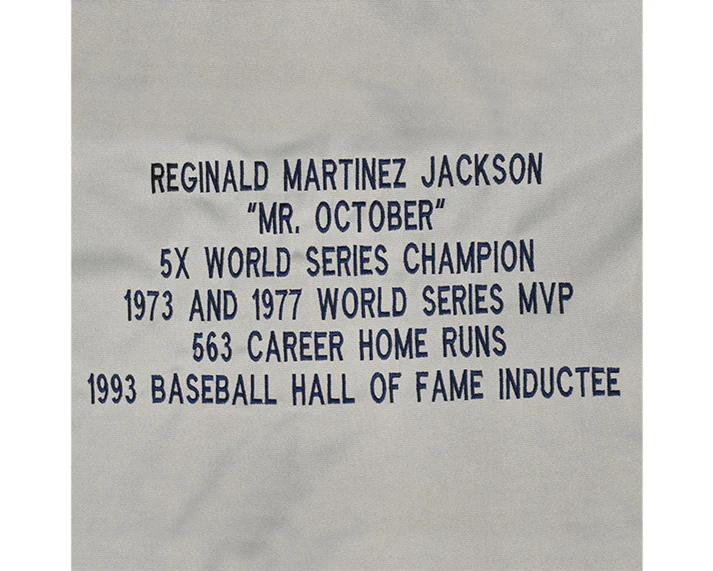 REGINALD MARTINEZ JACKSON
"MR. OCTOBER"
5X WORLD SERIES CHAMPION
1973 AND 1977 WORLD SERIES MVP
563 CAREER HOME RUNS
1993 BASEBALL HALL OF FAME INDUCTEE